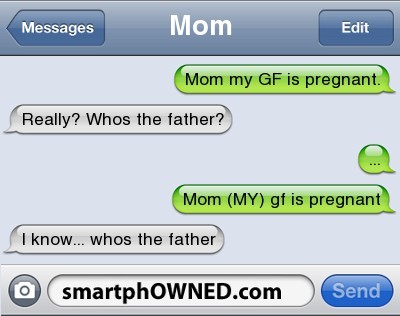 Messages Mom Edit
Mom my GF is pregnant.
Really? Whos the father?
...
Mom (MY) gf is pregnant
I know... whos the father
smartphOWNED.com Send